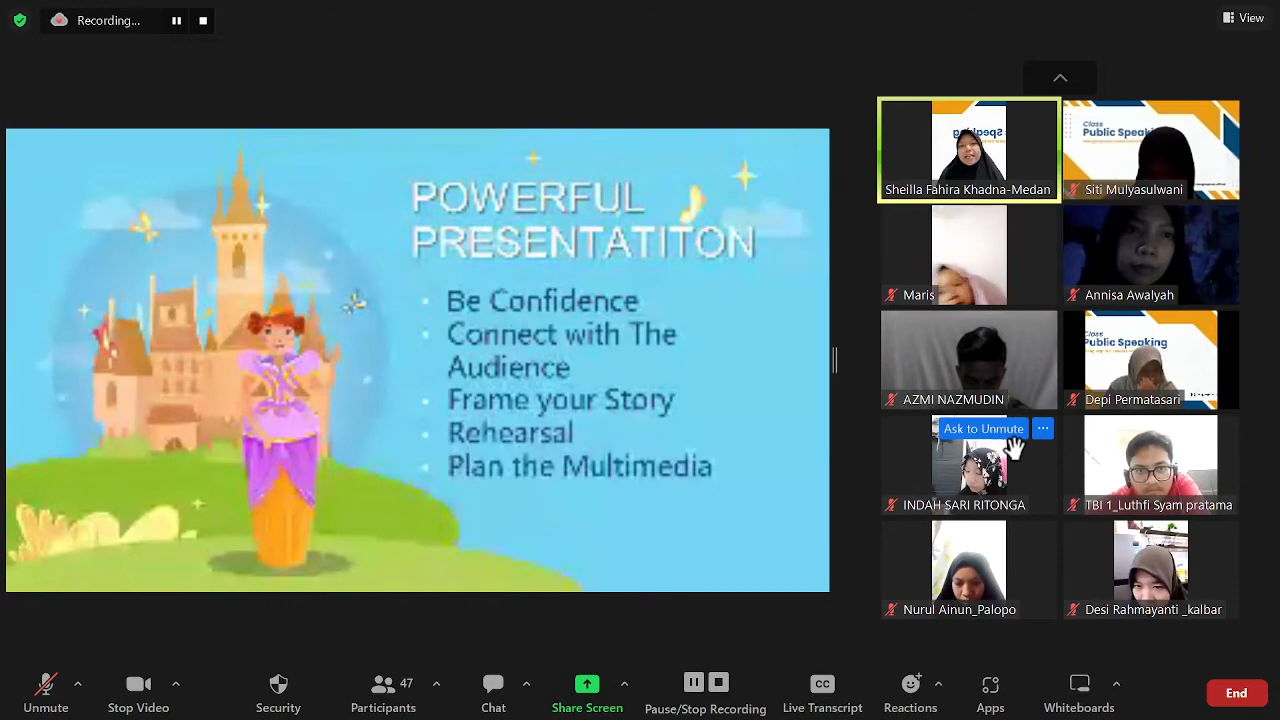 Recording...
View
POWERFUL
PRESENTATITON
• Be Confidence
• Connect with The
Audience
• Frame your Story
• Rehearsal
• Plan the Multimedia
Sheilla Fahira Khadna-Medan
Class
Public Speaking
Siti Mulyasulwani
Maris
Annisa Awalyah
AZMI NAZMUDIN
Class
Public Speaking
Depi Permatasari
Ask to Unmute
...
INDAH SARI RITONGA
TBI 1_Luthfi Syam pratama
Nurul Ainun_Palopo
Desi Rahmayanti _kalbar
Unmute
Stop Video
Security
47
Participants
Chat
Share Screen
Pause/Stop Recording
CC
Live Transcript
Reactions
Apps
Whiteboards
End